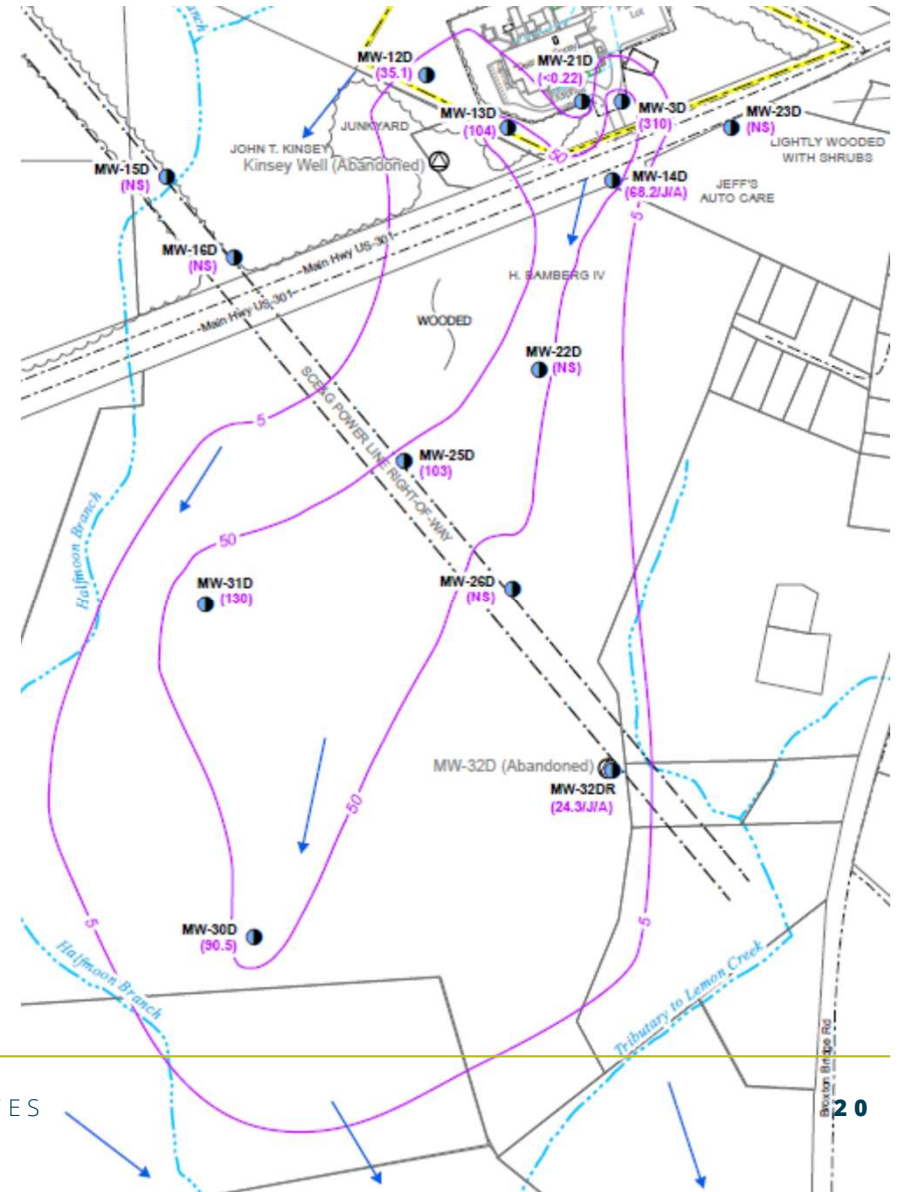 Branch
Lot
MW-12D
(35.1)
MW-21D
(<0.22)
MW-13D
(104)
MW-3D
(310)
MW-23D
(NS)
50
JUNKYARD
JOHN T. KINSEY
Kinsey Well (Abandoned)
LIGHTLY WOODED
WITH SHRUBS
MW-15D
(NS)
MW-14D
(68.2/J/A)
JEFF'S
AUTO CARE
5
MW-16D
(NS)
Main Hwy US-301
H. BAMBERG IV
Main Hwy US-301
WOODED
MW-22D
(NS)
SCE&G POWER LINE RIGHT-OF-WAY
5
MW-25D
(103)
Halfmoon Branch
50
MW-31D
(130)
MW-26D
(NS)
MW-32D (Abandoned)
MW-32DR
(24.3/J/A)
50
MW-30D
(90.5)
5
5
Halfmoon Branch
Tributary to Lemon Creek
Broxton Bridge Rd
ES
20